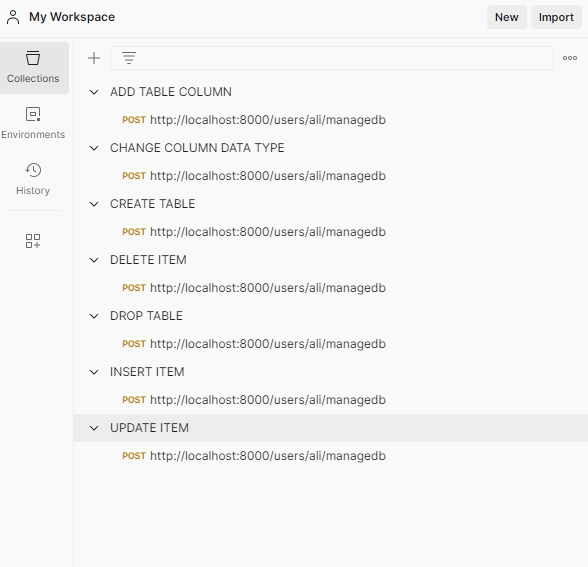 My Workspace
New
Import
Collections
Environments
History
ADD TABLE COLUMN
POST http://localhost:8000/users/ali/managedb
CHANGE COLUMN DATA TYPE
POST http://localhost:8000/users/ali/managedb
CREATE TABLE
POST http://localhost:8000/users/ali/managedb
DELETE ITEM
POST http://localhost:8000/users/ali/managedb
DROP TABLE
POST http://localhost:8000/users/ali/managedb
INSERT ITEM
POST http://localhost:8000/users/ali/managedb
UPDATE ITEM
POST http://localhost:8000/users/ali/managedb